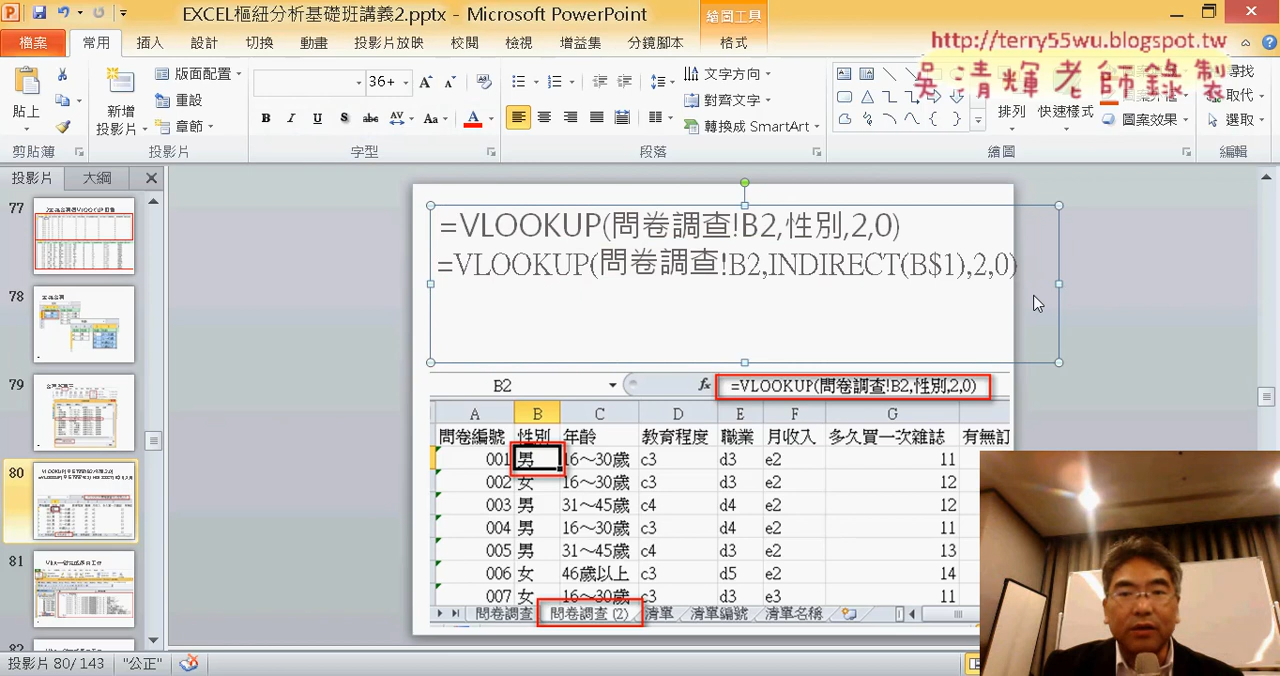 EXCEL樞紐分析基礎班講義2.pptx - Microsoft PowerPoint
繪圖工具
檔案 常用 插入 設計 切換 動畫 投影片放映 校閱 檢視 增益集 分鏡腳本 格式
http://terry55wu.blogspot.tw
吳清輝老師錄製
貼上
新增
投影片
版面配置
重設
章節
36+
B I U S abc AV Aa A
文字方向
對齊文字
轉換成 SmartArt
排列
快速樣式
圖案效果
尋找
取代
選取
剪貼簿 投影片 字型 段落 繪圖 編輯
投影片 大綱
77
78
79
80
81
=VLOOKUP(問卷調查!B2,性別,2,0)
=VLOOKUP(問卷調查!B2,INDIRECT(B$1),2,0)
B2 fx =VLOOKUP(問卷調查!B2,性別,2,0)
A B C D E F G
問卷編號 性別 年齡 教育程度 職業 月收入 多久買一次雜誌 有無訂
001 男 16～30歲 c3 d3 e2 11
002 女 16～30歲 c3 d3 e2 12
003 男 31～45歲 c4 d4 e2 12
004 男 16～30歲 c3 d4 e2 11
005 男 31～45歲 c4 d3 e2 13
006 女 46歲以上 c3 d5 e2 14
007 女 16～30歲 c3 d3 e3 11
問卷調查 問卷調查 (2) 清單 清單編號 清單名稱
投影片 80/ 143 "公正"